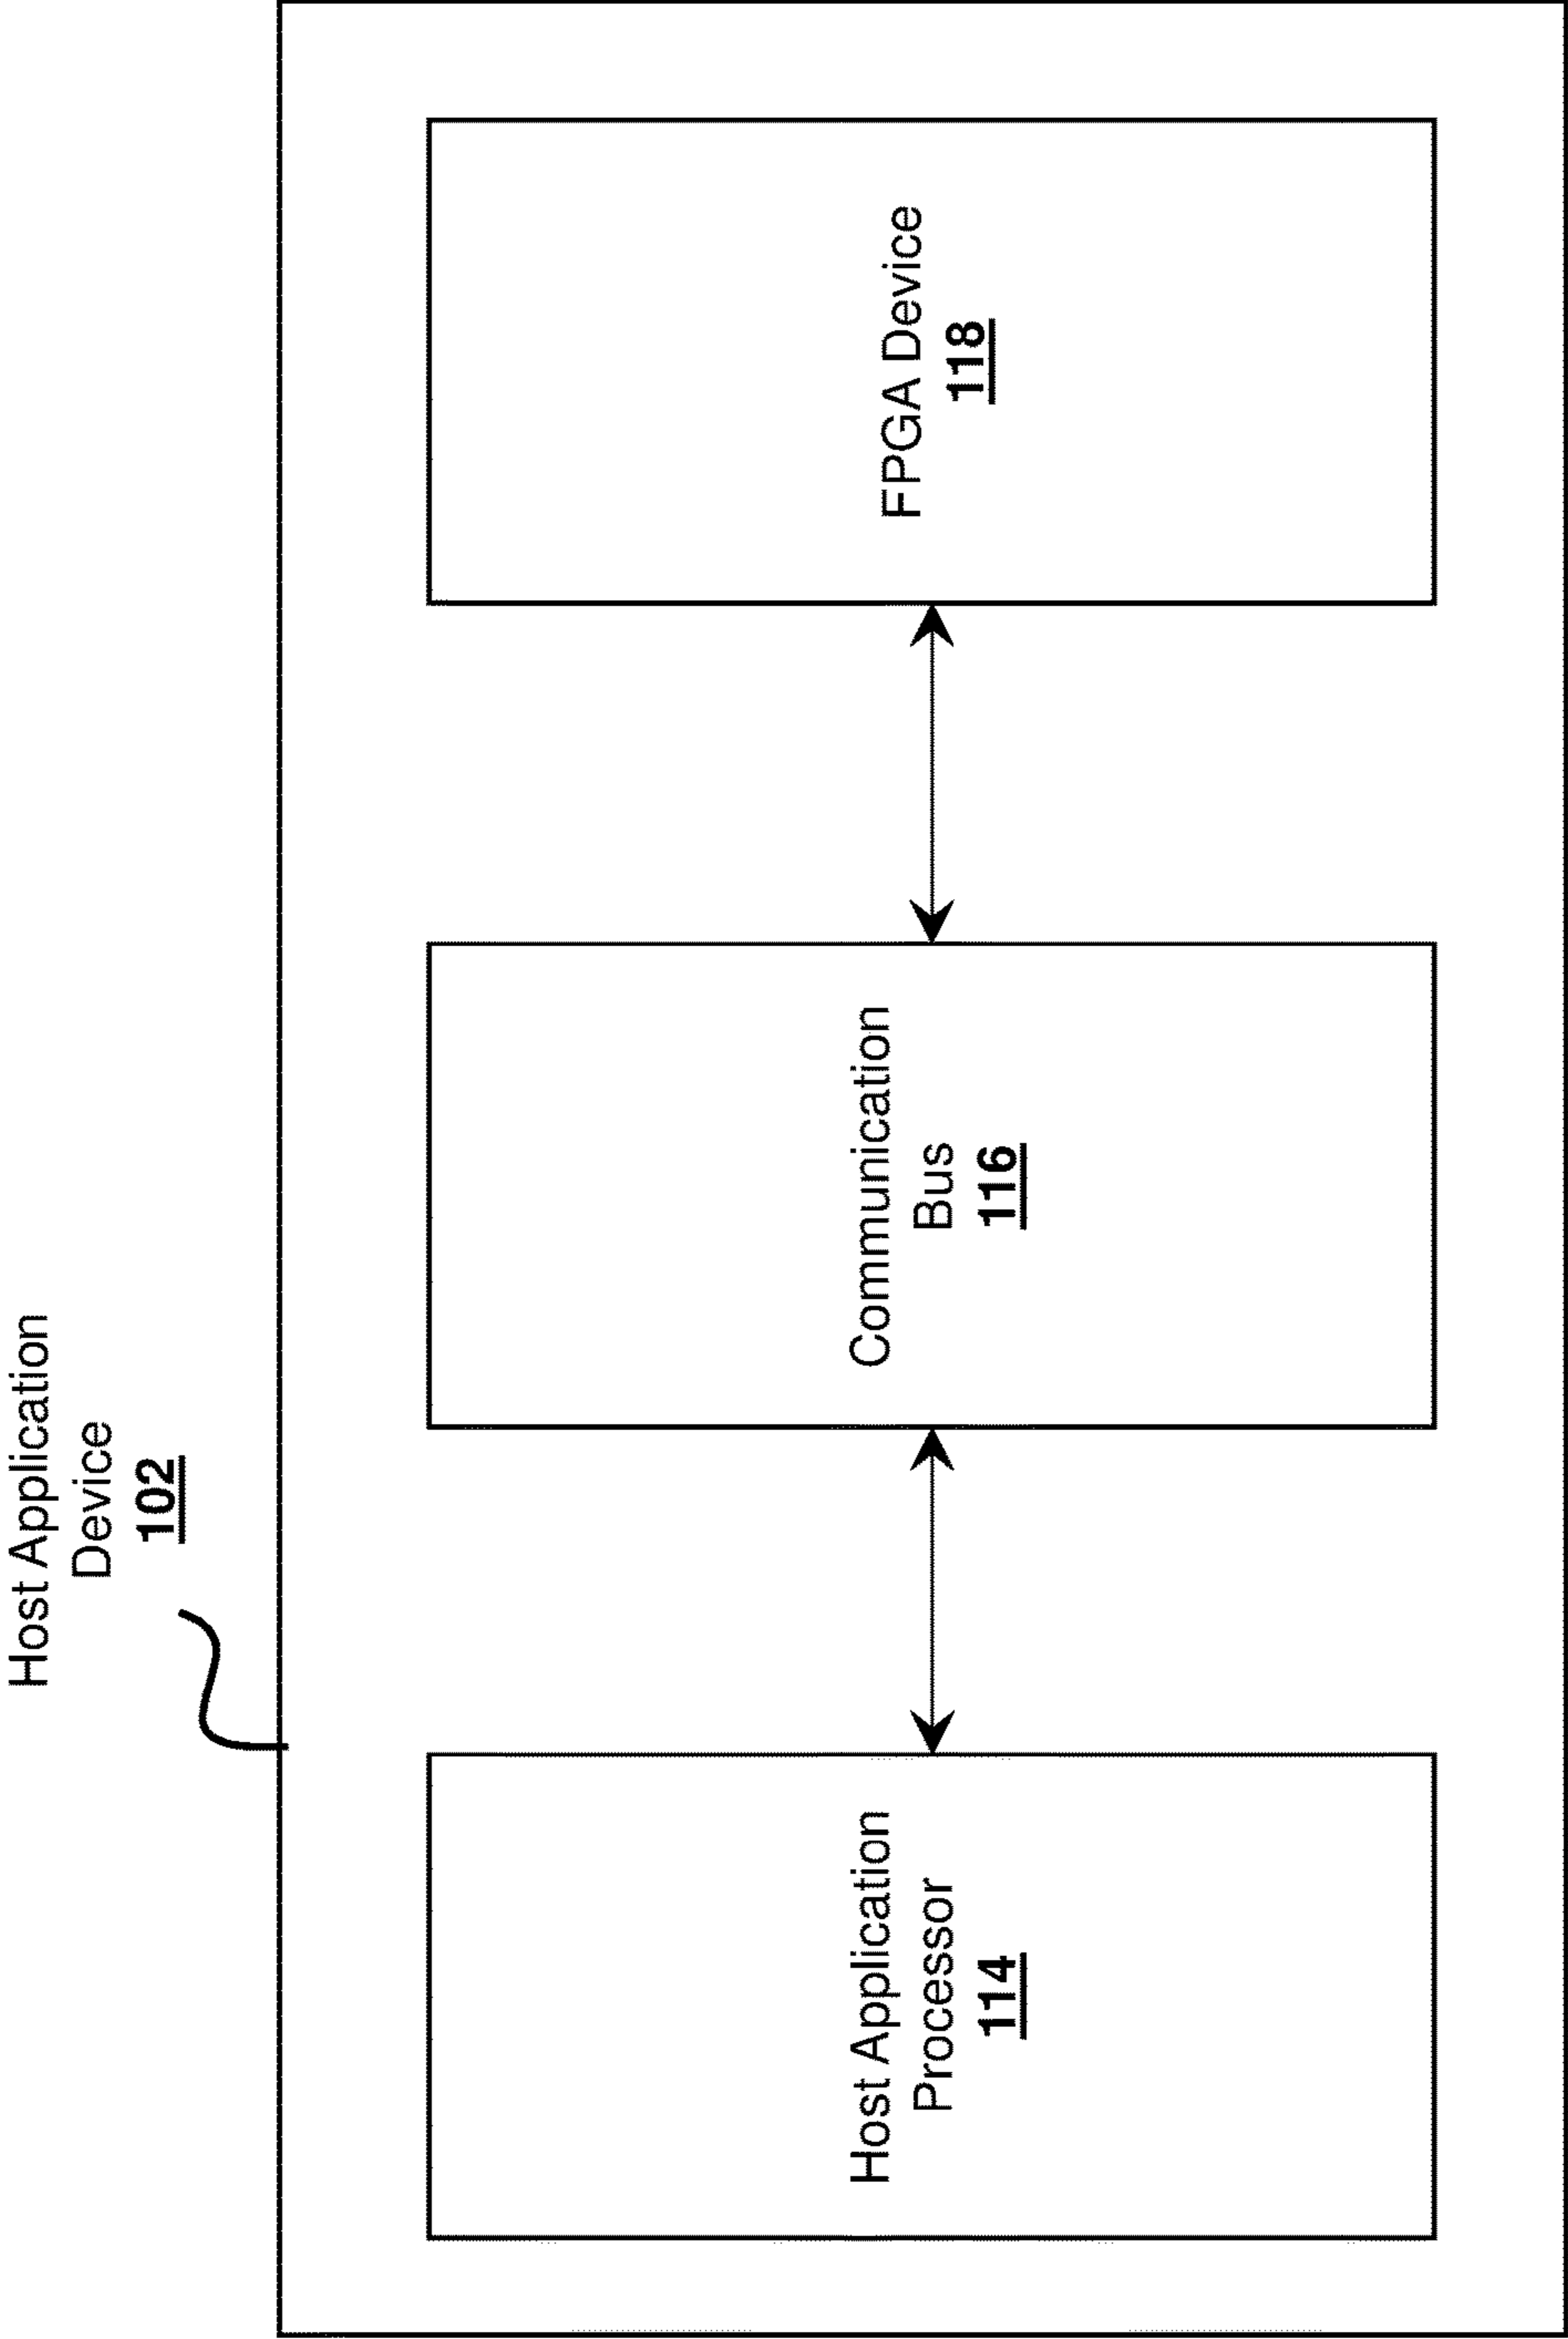 Host Application
Device
102
Host Application
Processor
114
Communication
Bus
116
FPGA Device
118